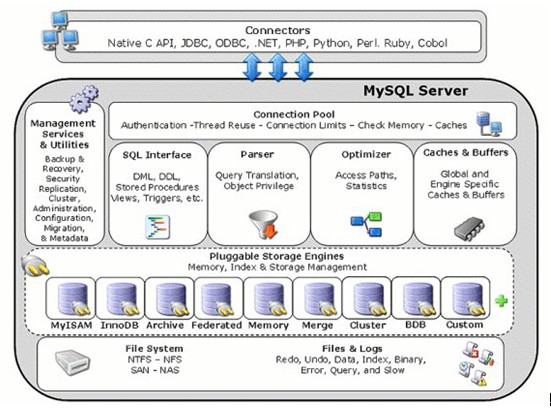 Connectors
Native C API, JDBC, ODBC, .NET, PHP, Python, Perl. Ruby, Cobol
MySQL Server
Management
Services
& Utilities
Backup &
Recovery,
Security
Replication,
Cluster,
Administration,
Configuration,
Migration,
& Metadata
Connection Pool
Authentication -Thread Reuse - Connection Limits - Check Memory - Caches
SQL Interface
DML, DDL,
Stored Procedures
Views, Triggers, etc.
Parser
Query Translation,
Object Privilege
Optimizer
Access Paths,
Statistics
Caches & Buffers
Global and
Engine Specific
Caches & Buffers
Pluggable Storage Engines
Memory, Index & Storage Management
MyISAM
InnoDB
Archive
Federated
Memory
Merge
Cluster
BDB
Custom
File System
NTFS - NFS
SAN - NAS
Files & Logs
Redo, Undo, Data, Index, Binary,
Error, Query, and Slow